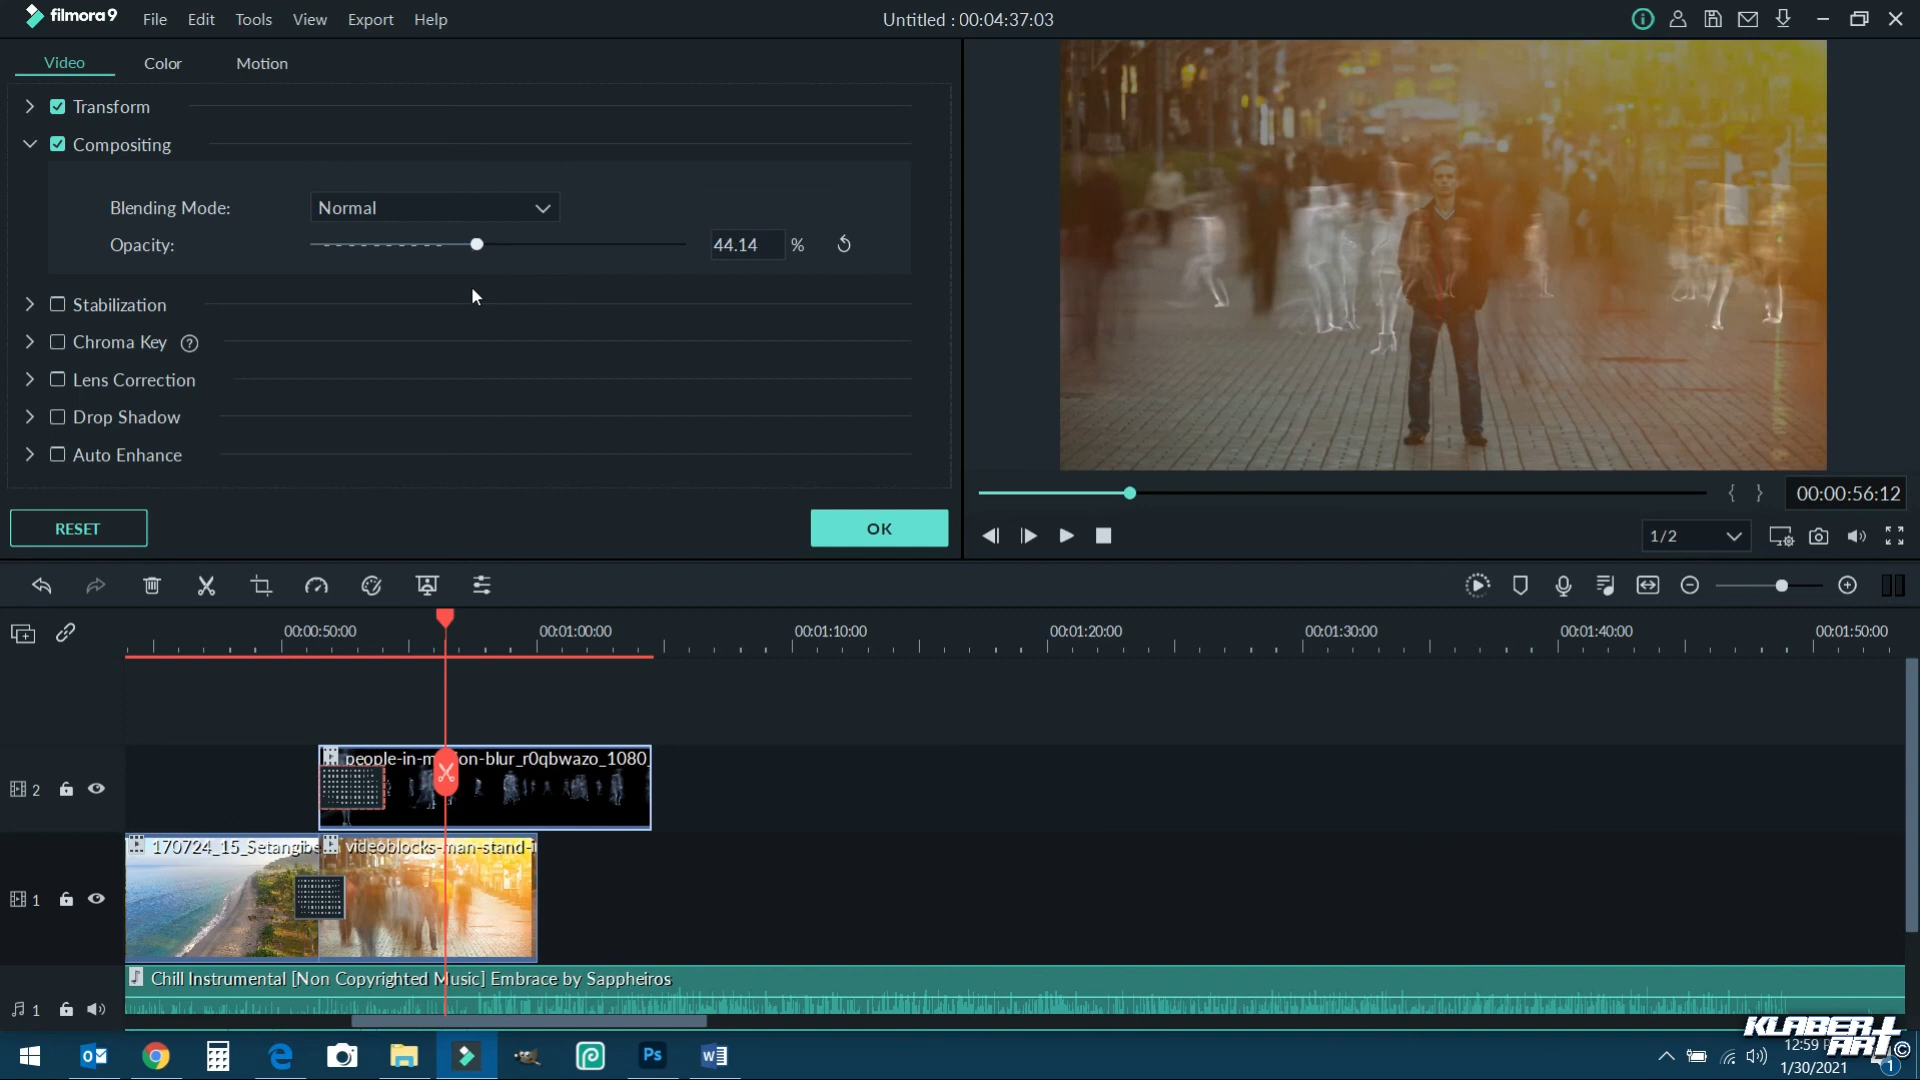 filmora9 File Edit Tools View Export Help
Untitled : 00:04:37:03
Video Color Motion
Transform
Compositing
Blending Mode: Normal
Opacity: 44.14 %
Stabilization
Chroma Key ?
Lens Correction
Drop Shadow
Auto Enhance
RESET OK
00:00:56:12
1/2
00:00:50:00 00:01:00:00 00:01:10:00 00:01:20:00 00:01:30:00 00:01:40:00 00:01:50:00
people-in-m on-blur_r0qbwazo_1080_
2
170724_15_Setangibe videoblocks-man-stand-i
1
Chill Instrumental [Non Copyrighted Music] Embrace by Sappheiros
1
KLABER ART ©
12:59
1/30/2021
1
Ps